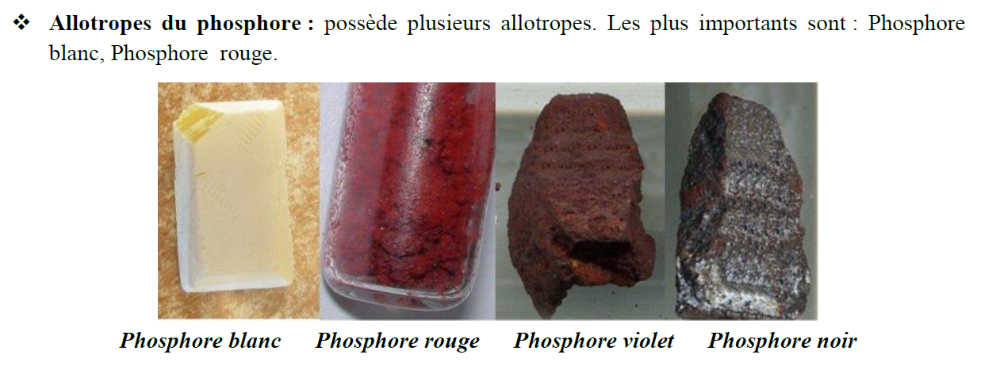 ❖ Allotropes du phosphore : possède plusieurs allotropes. Les plus importants sont : Phosphore
blanc, Phosphore rouge.
Phosphore blanc Phosphore rouge Phosphore violet Phosphore noir